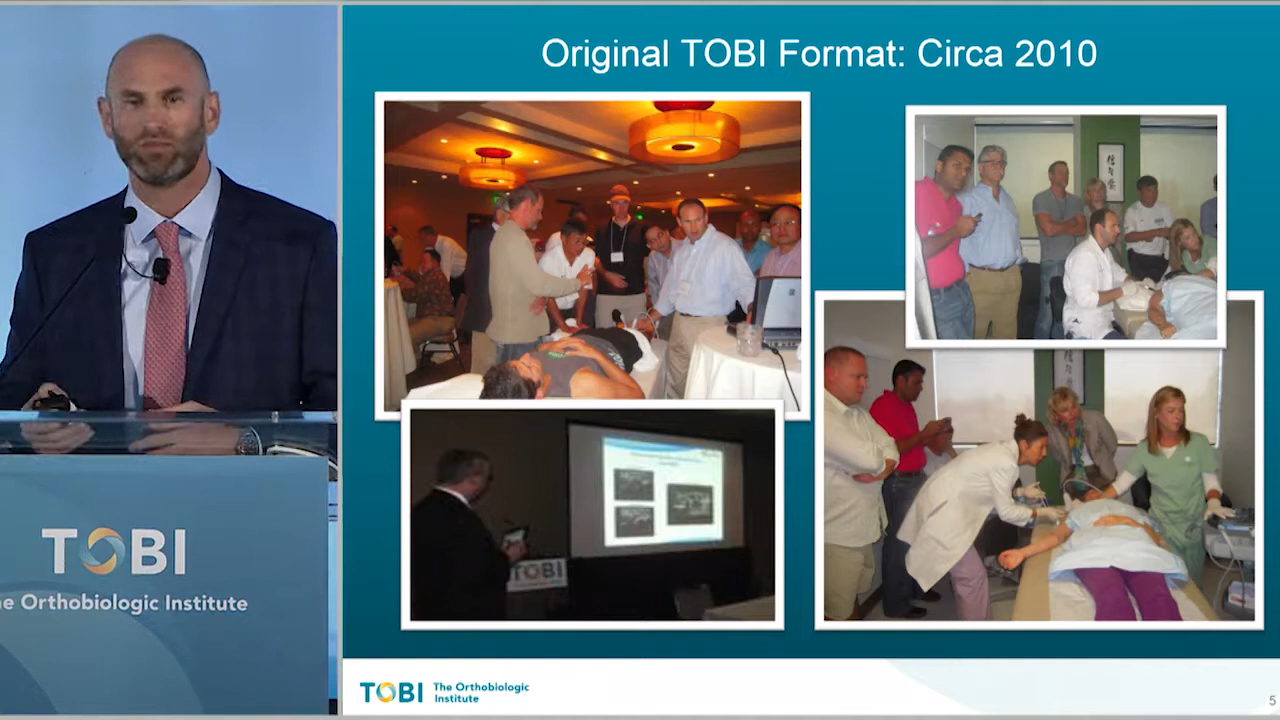 Original TOBI Format: Circa 2010
TOBI
TOBI
The Orthobiologic Institute
TOBI The Orthobiologic
Institute
5